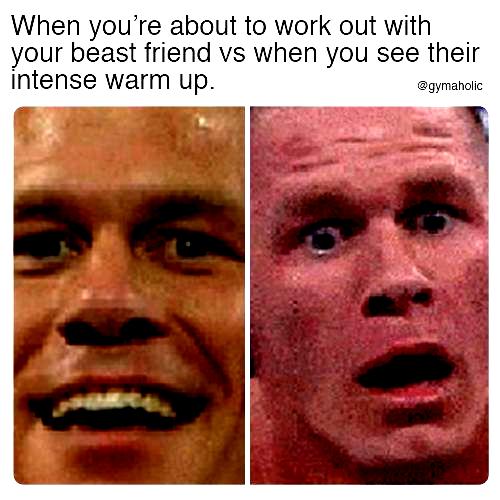 When you’re about to work out with
your beast friend vs when you see their
intense warm up.
@gymaholic